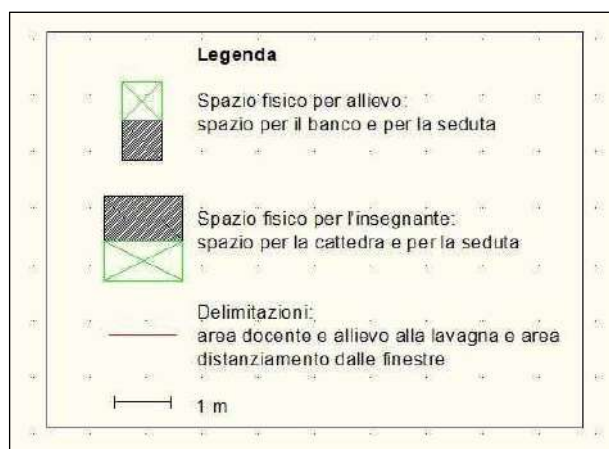 Legenda
Spazio fisico per allievo:
spazio per il banco e per la seduta
Spazio fisico per l'insegnante:
spazio per la cattedra e per la seduta
Delimitazioni:
area docente e allievo alla lavagna e area
distanziamento dalle finestre
1 m